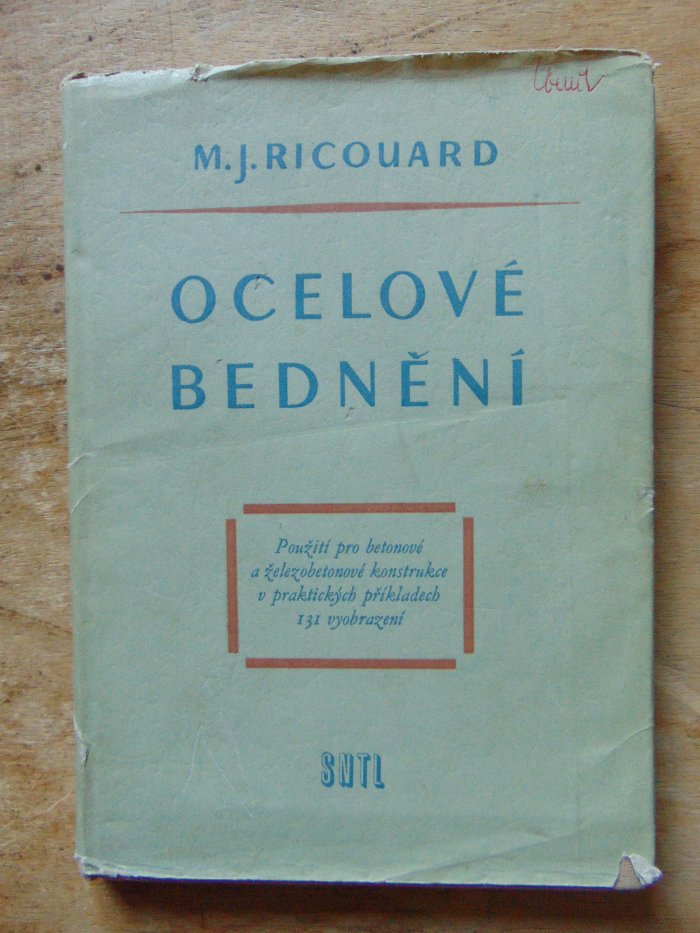 M.J.RICOUARD
OCELOVÉ
BEDNĚNÍ
Použití pro betonové
a železobetonové konstrukce
v praktických příkladech
131 vyobrazení
SNTL